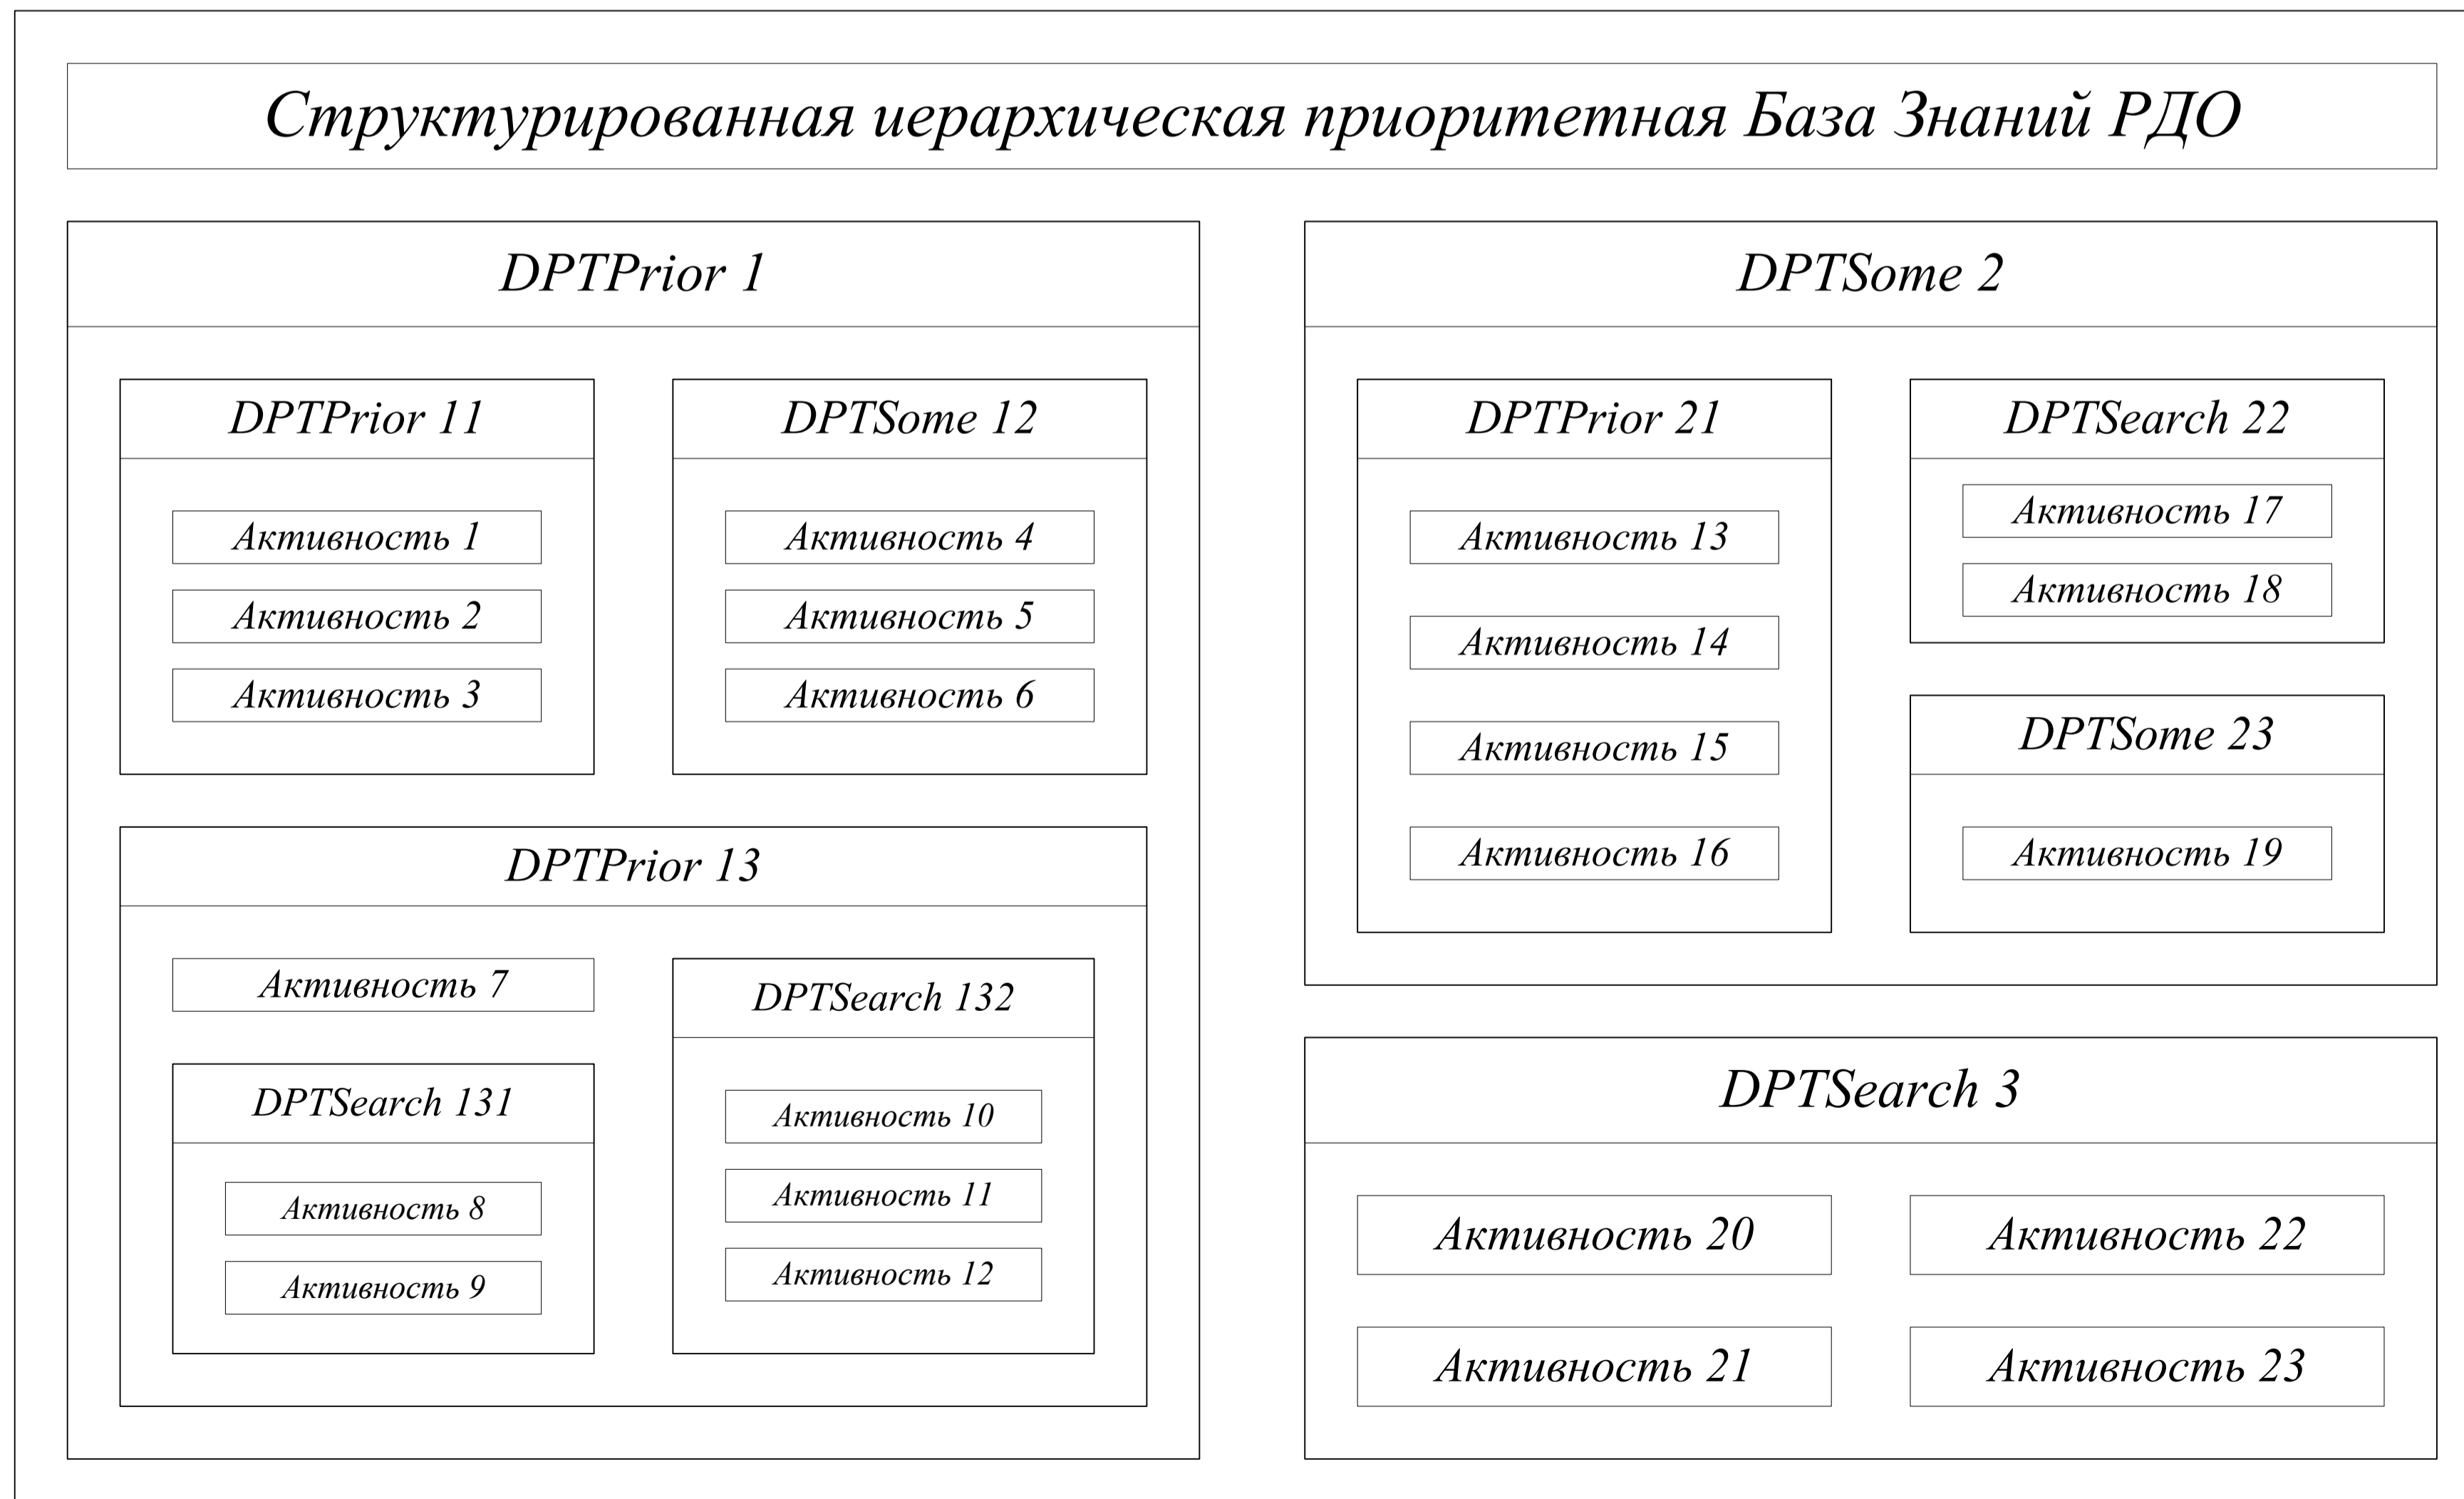 Структурированная иерархическая приоритетная База Знаний РДО
DPTPrior 1
DPTPrior 11
Активность 1
Активность 2
Активность 3
DPTSome 12
Активность 4
Активность 5
Активность 6
DPTPrior 13
Активность 7
DPTSearch 131
Активность 8
Активность 9
DPTSearch 132
Активность 10
Активность 11
Активность 12
DPTSome 2
DPTPrior 21
Активность 13
Активность 14
Активность 15
Активность 16
DPTSearch 22
Активность 17
Активность 18
DPTSome 23
Активность 19
DPTSearch 3
Активность 20
Активность 21
Активность 22
Активность 23